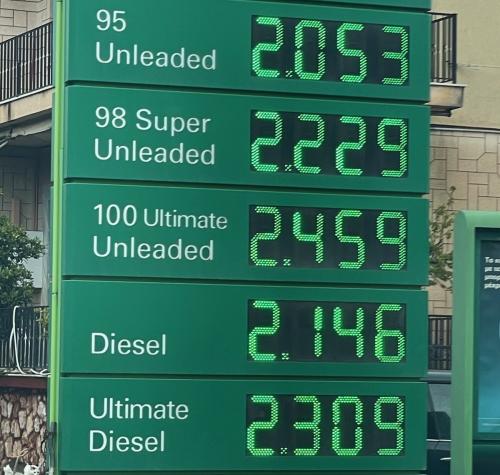 95
Unleaded
2.053
98 Super
Unleaded
2.229
100 Ultimate
Unleaded
2.459
Diesel
2.146
Ultimate
Diesel
2.309